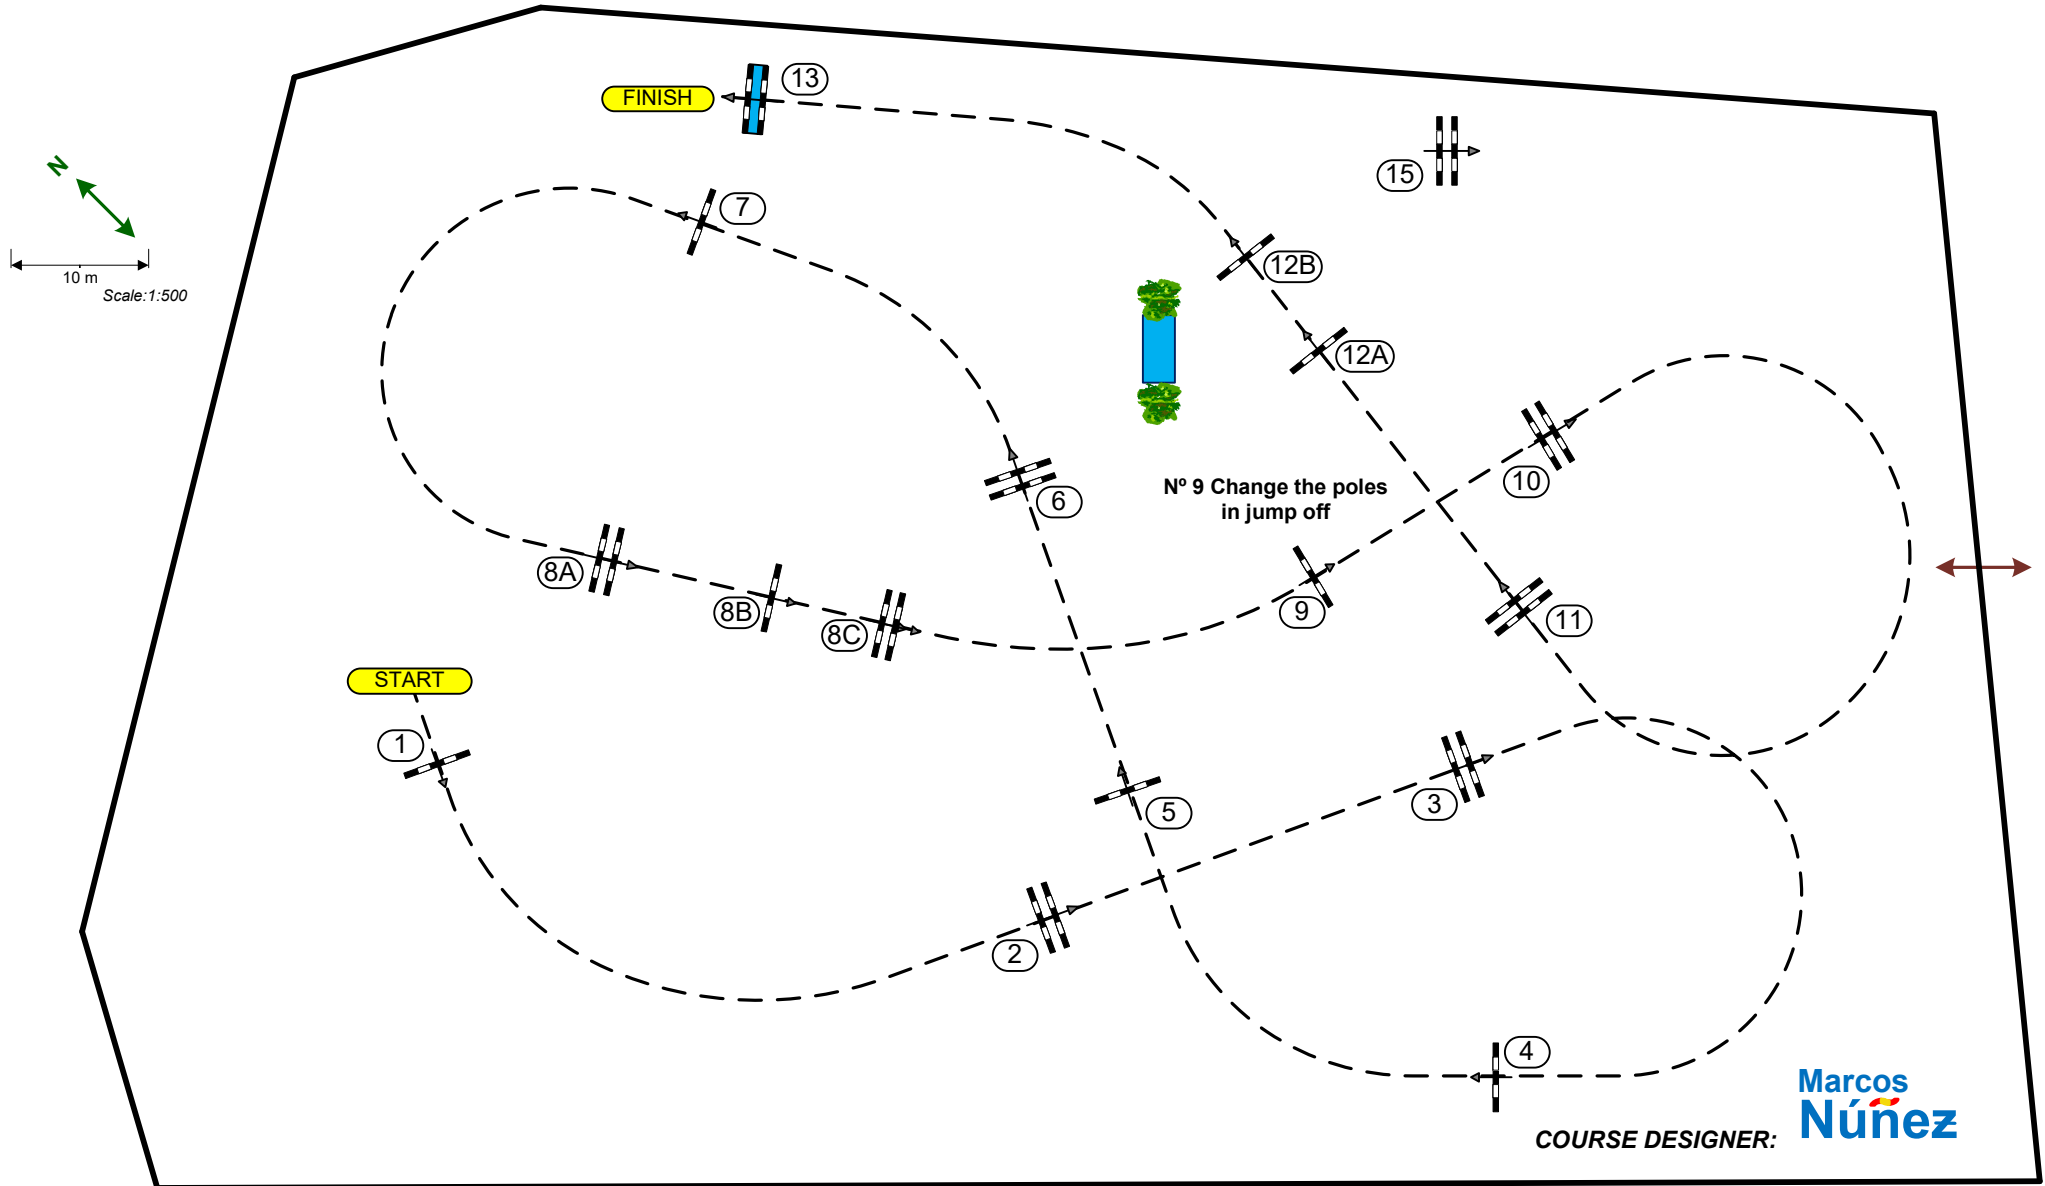 13
FINISH
N
15
7
12B
10 m
Scale:1:500
12A
10
Nº 9 Change the poles
in jump off
6
8A
8B
8C
9
11
START
1
5
3
2
4
Marcos
Núñez
COURSE DESIGNER: